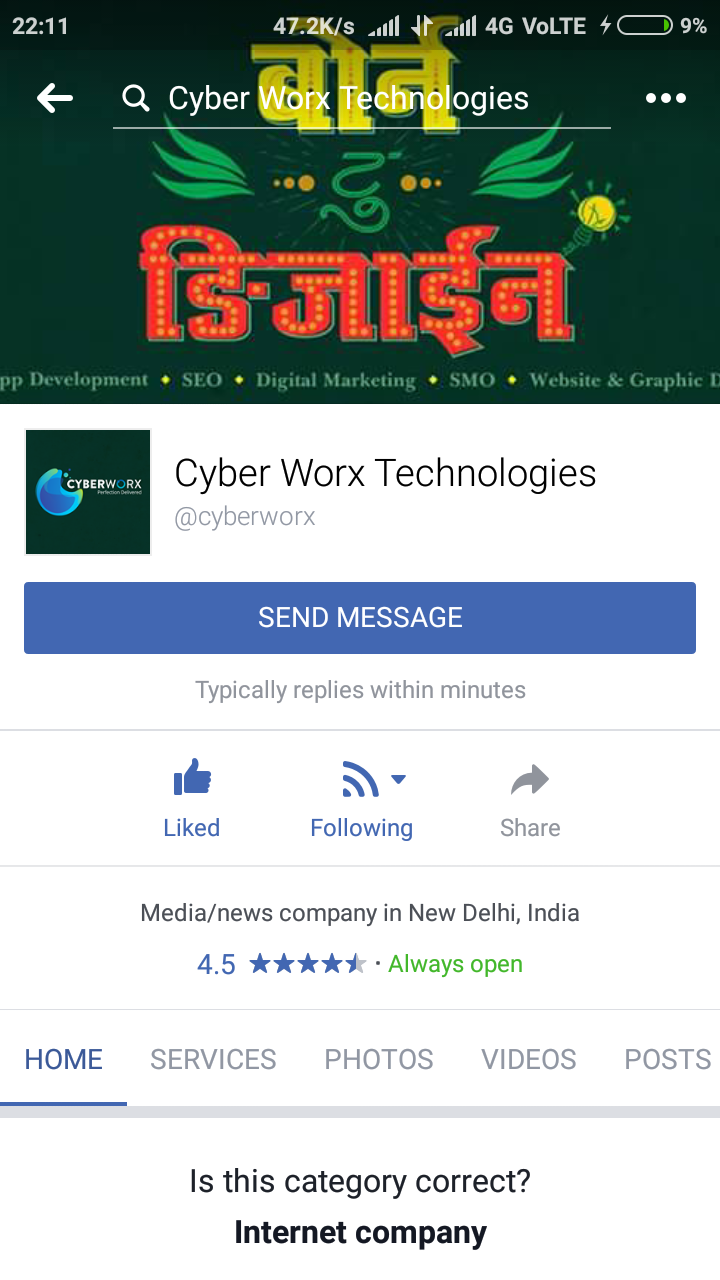 22:11 47.2K/s 4G VoLTE 9%
बोर्न
Cyber Worx Technologies
टु
डिजाईन
pp Development ♦ SEO ♦ Digital Marketing ♦ SMO ♦ Website & Graphic D
CYBERWORX
Perfection Delivered
Cyber Worx Technologies
@cyberworx
SEND MESSAGE
Typically replies within minutes
Liked Following Share
Media/news company in New Delhi, India
4.5 ★★★★★ · Always open
HOME SERVICES PHOTOS VIDEOS POSTS
Is this category correct?
Internet company